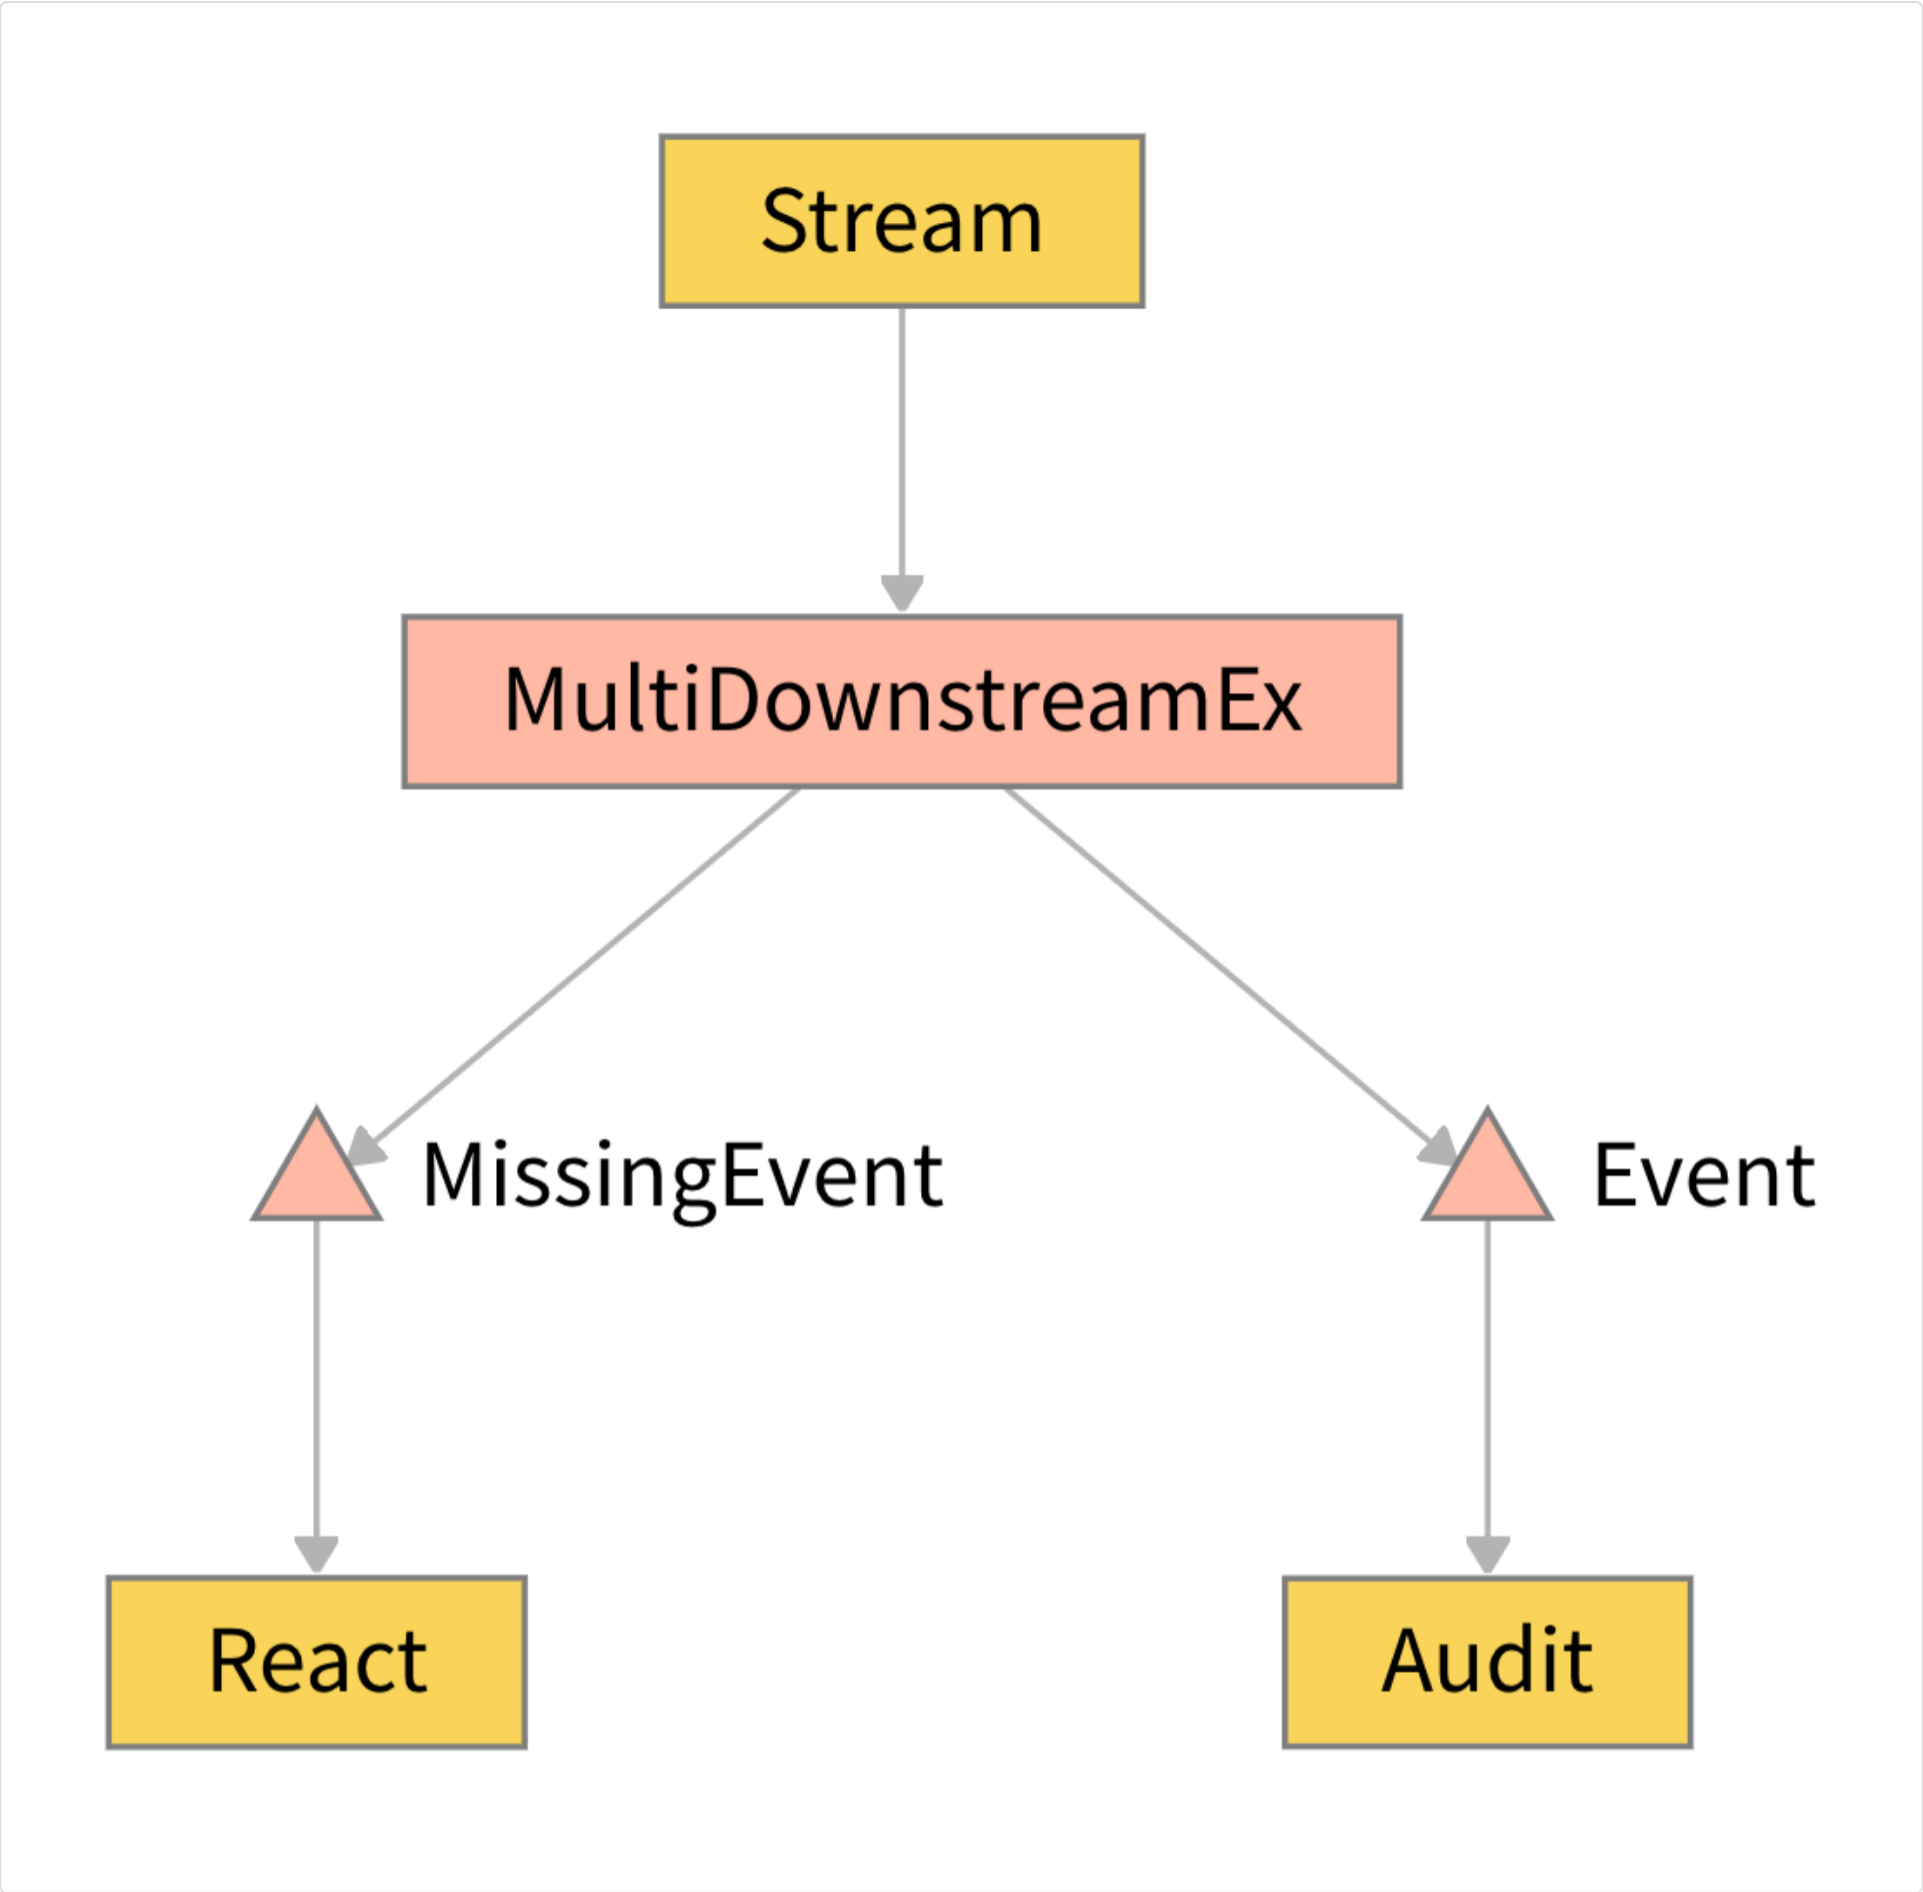 Stream
MultiDownstreamEx
MissingEvent
Event
React
Audit